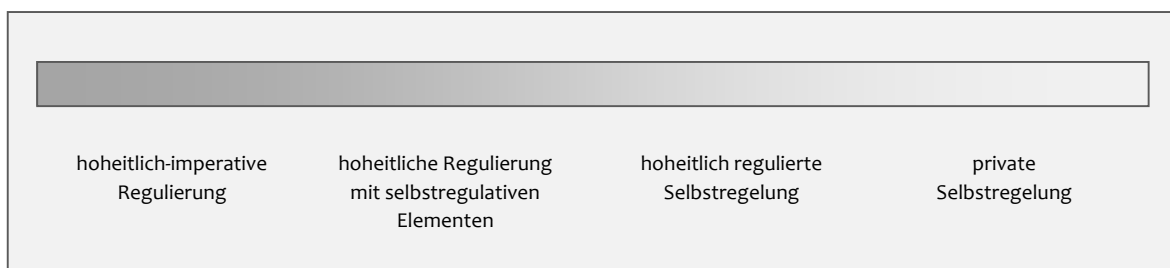 hoheitlich-imperative
Regulierung
hoheitliche Regulierung
mit selbstregulativen
Elementen
hoheitlich regulierte
Selbstregelung
private
Selbstregelung